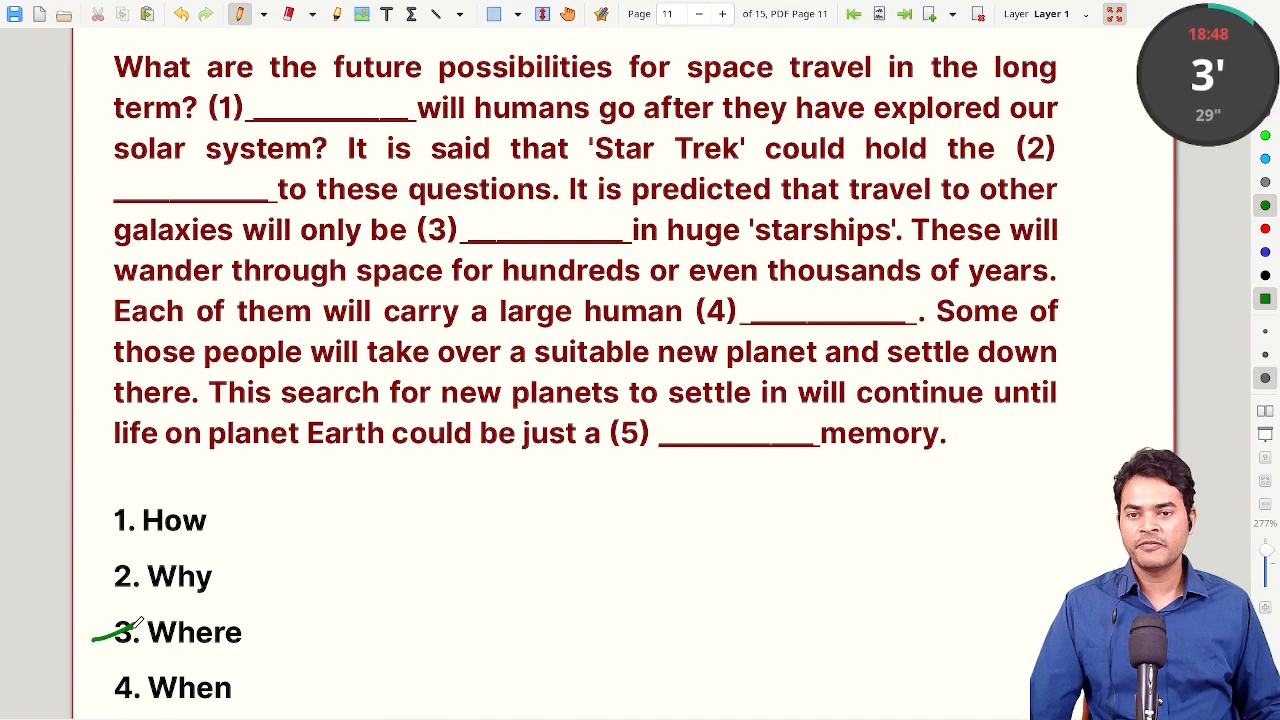 Page 11 of 15, PDF Page 11 Layer Layer 1
18:48
3'
29"
What are the future possibilities for space travel in the long
term? (1)___________will humans go after they have explored our
solar system? It is said that 'Star Trek' could hold the (2)
___________to these questions. It is predicted that travel to other
galaxies will only be (3)___________in huge 'starships'. These will
wander through space for hundreds or even thousands of years.
Each of them will carry a large human (4)___________. Some of
those people will take over a suitable new planet and settle down
there. This search for new planets to settle in will continue until
life on planet Earth could be just a (5) ___________memory.
1. How
2. Why
3. Where
4. When
277%